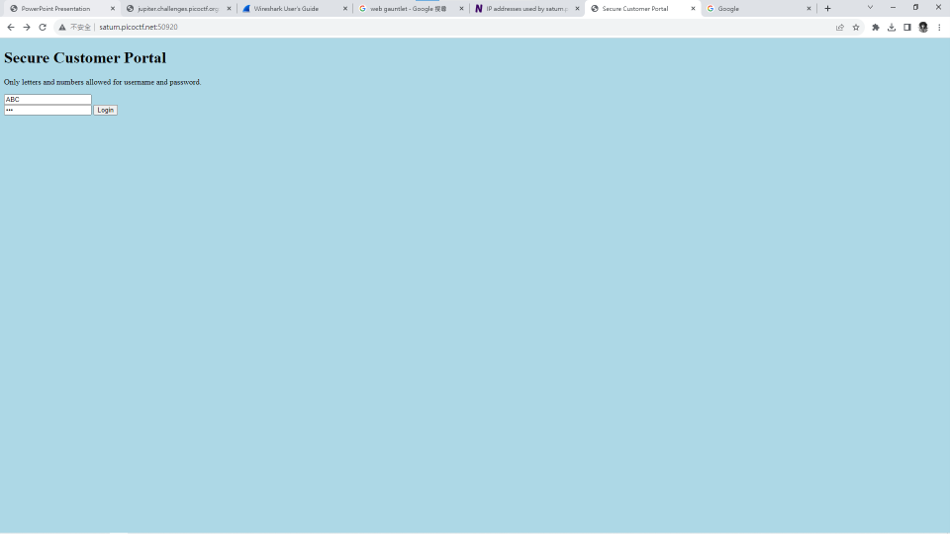 PowerPoint Presentation
jupiter.challenges.picoctf.org
Wireshark User's Guide
web gauntlet - Google 搜尋
IP addresses used by saturn.p
Secure Customer Portal
Google
不安全 | saturn.picoctf.net:50920
Secure Customer Portal
Only letters and numbers allowed for username and password.
ABC
••• Login